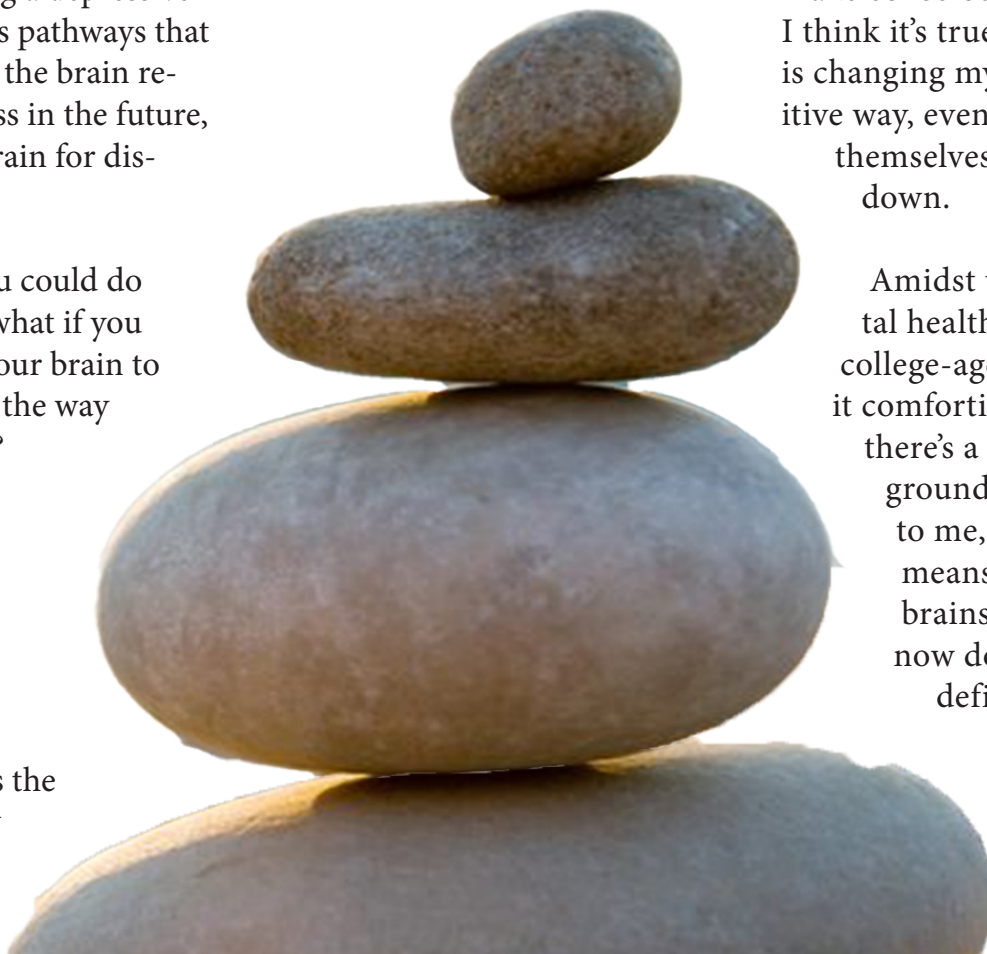 s pathways that
the brain re-
ss in the future,
rain for dis-
u could do
what if you
our brain to
the way
?
s the
I think it’s true
is changing my
itive way, even
themselves
down.
Amidst
tal health
college-ag
it comforti
there’s a
ground
to me,
means
brains
now do
defi